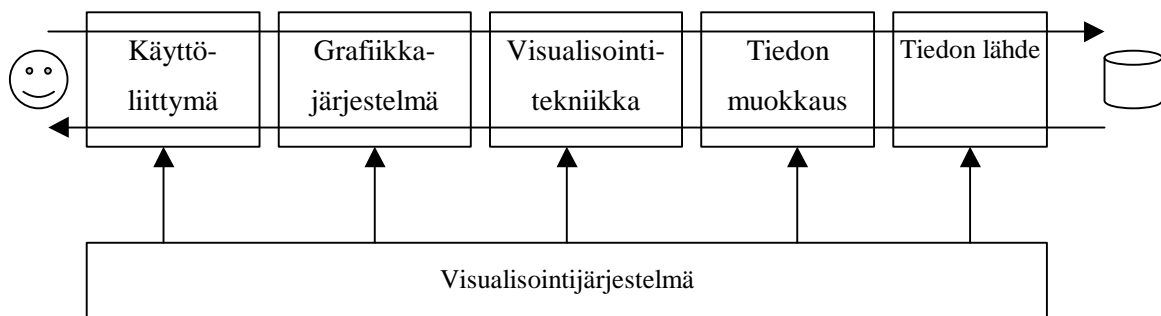 Käyttö-
liittymä
Grafiikka-
järjestelmä
Visualisointi-
tekniikka
Tiedon
muokkaus
Tiedon lähde
Visualisointijärjestelmä